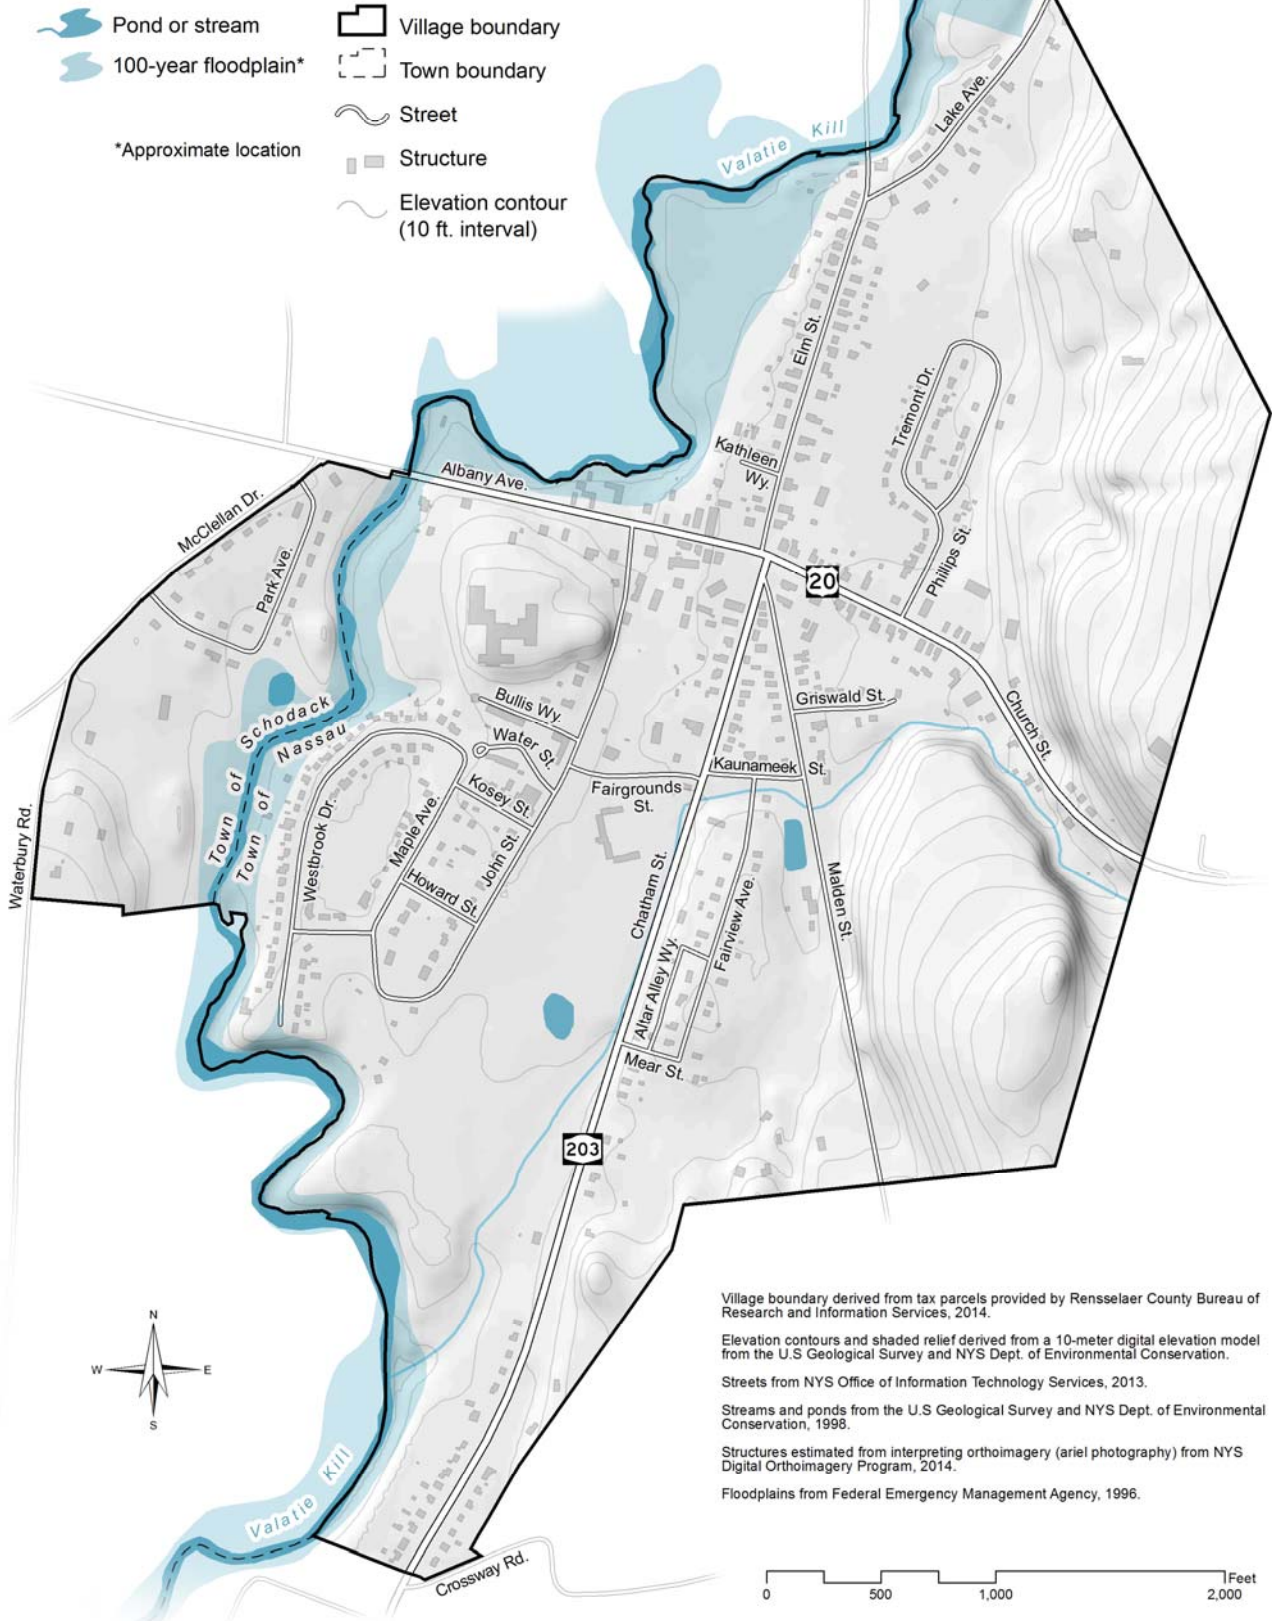 Pond or stream
100-year floodplain*
*Approximate location
Village boundary
Town boundary
Street
Structure
Elevation contour
(10 ft. interval)
Valatie Kill
Lake Ave.
Elm St.
Tremont Dr.
Kathleen
Wy.
Albany Ave.
McClellan Dr.
Park Ave.
Phillips St.
20
Bullis Wy.
Griswald St.
Church St.
Town of Schodack
Town of Nassau
Water St.
Kaunameek St.
Fairgrounds
St.
Kosey St.
Westbrook Dr.
Maple Ave.
John St.
Howard St.
Waterbury Rd.
Chatham St.
Malden St.
Fairview Ave.
Altar Alley Wy.
Mear St.
203
N
W
E
S
Valatie Kill
Crossway Rd.
Village boundary derived from tax parcels provided by Rensselaer County Bureau of
Research and Information Services, 2014.
Elevation contours and shaded relief derived from a 10-meter digital elevation model
from the U.S Geological Survey and NYS Dept. of Environmental Conservation.
Streets from NYS Office of Information Technology Services, 2013.
Streams and ponds from the U.S Geological Survey and NYS Dept. of Environmental
Conservation, 1998.
Structures estimated from interpreting orthoimagery (ariel photography) from NYS
Digital Orthoimagery Program, 2014.
Floodplains from Federal Emergency Management Agency, 1996.
Feet
0 500 1,000 2,000